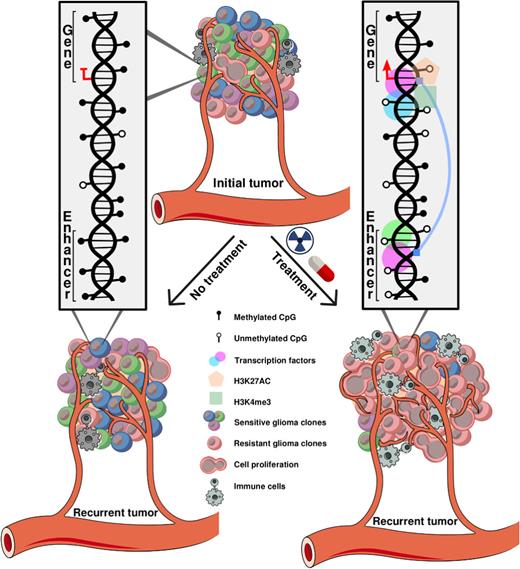 Gene
Enhancer
Initial tumor
Gene
Enhancer
No treatment
Treatment
Methylated CpG
Unmethylated CpG
Transcription factors
H3K27AC
H3K4me3
Sensitive glioma clones
Resistant glioma clones
Cell proliferation
Immune cells
Recurrent tumor
Recurrent tumor